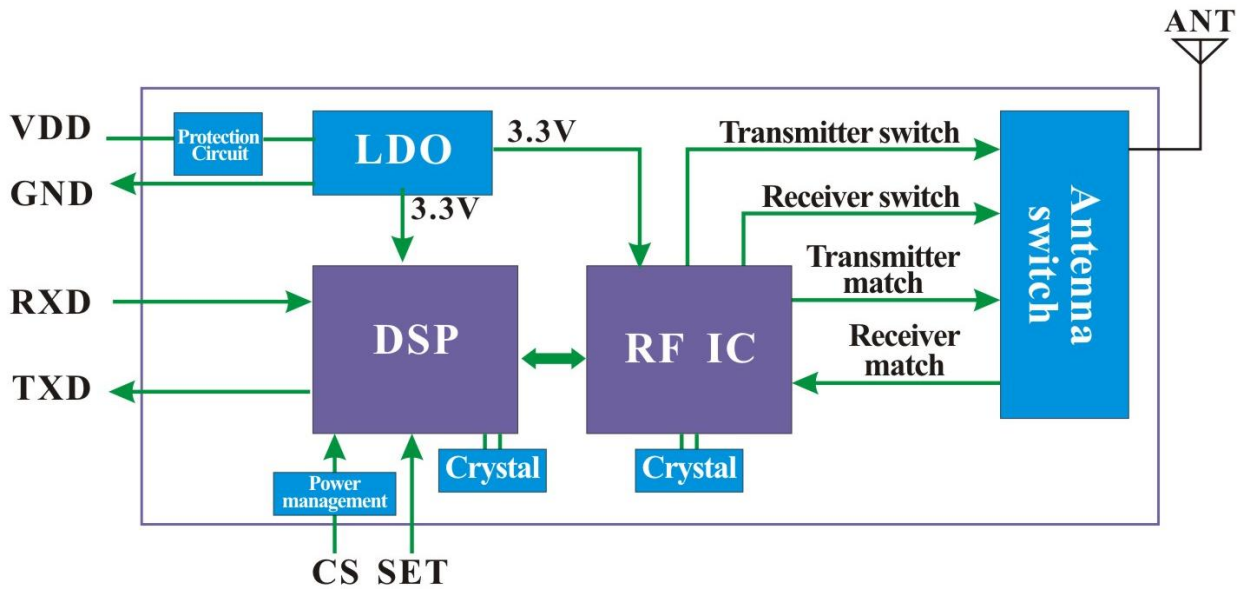 ANT
VDD
Protection
Circuit
LDO
3.3V
Transmitter switch
GND
3.3V
Receiver switch
Antenna
switch
RXD
DSP
RF IC
Transmitter
match
Receiver
match
TXD
Crystal
Crystal
Power
management
CS SET